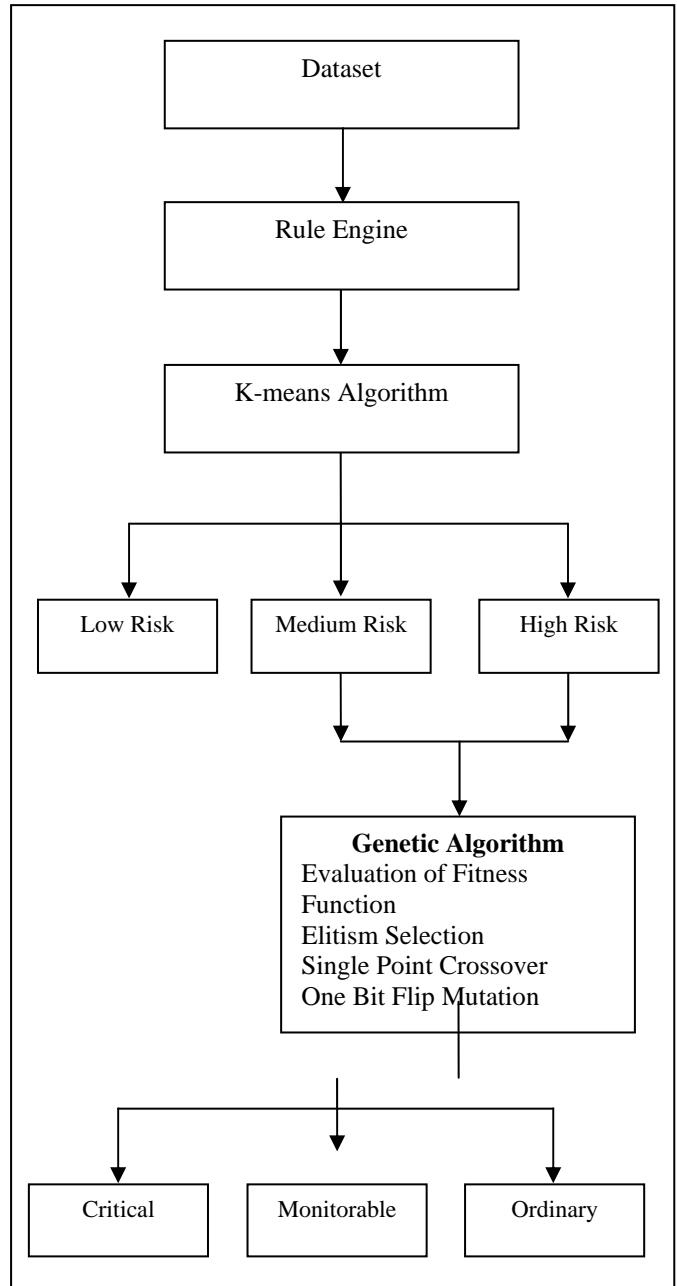 Dataset
Rule Engine
K-means Algorithm
Low Risk
Medium Risk
High Risk
Genetic Algorithm
Evaluation of Fitness
Function
Elitism Selection
Single Point Crossover
One Bit Flip Mutation
Critical
Monitorable
Ordinary